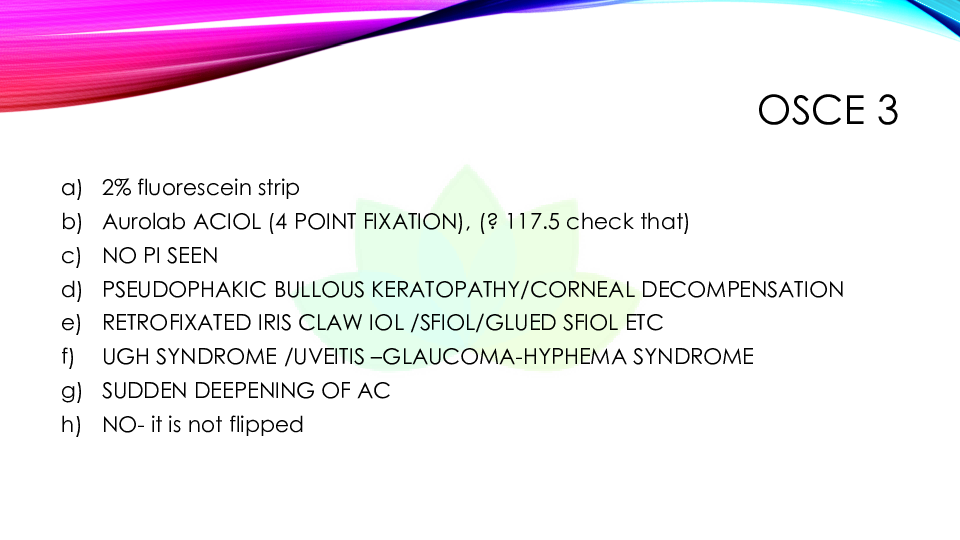 OSCE 3
a) 2% fluorescein strip
b) Aurolab ACIOL (4 POINT FIXATION), (? 117.5 check that)
c) NO PI SEEN
d) PSEUDOPHAKIC BULLOUS KERATOPATHY/CORNEAL DECOMPENSATION
e) RETROFIXATED IRIS CLAW IOL /SFIOL/GLUED SFIOL ETC
f) UGH SYNDROME /UVEITIS –GLAUCOMA-HYPHEMA SYNDROME
g) SUDDEN DEEPENING OF AC
h) NO- it is not flipped